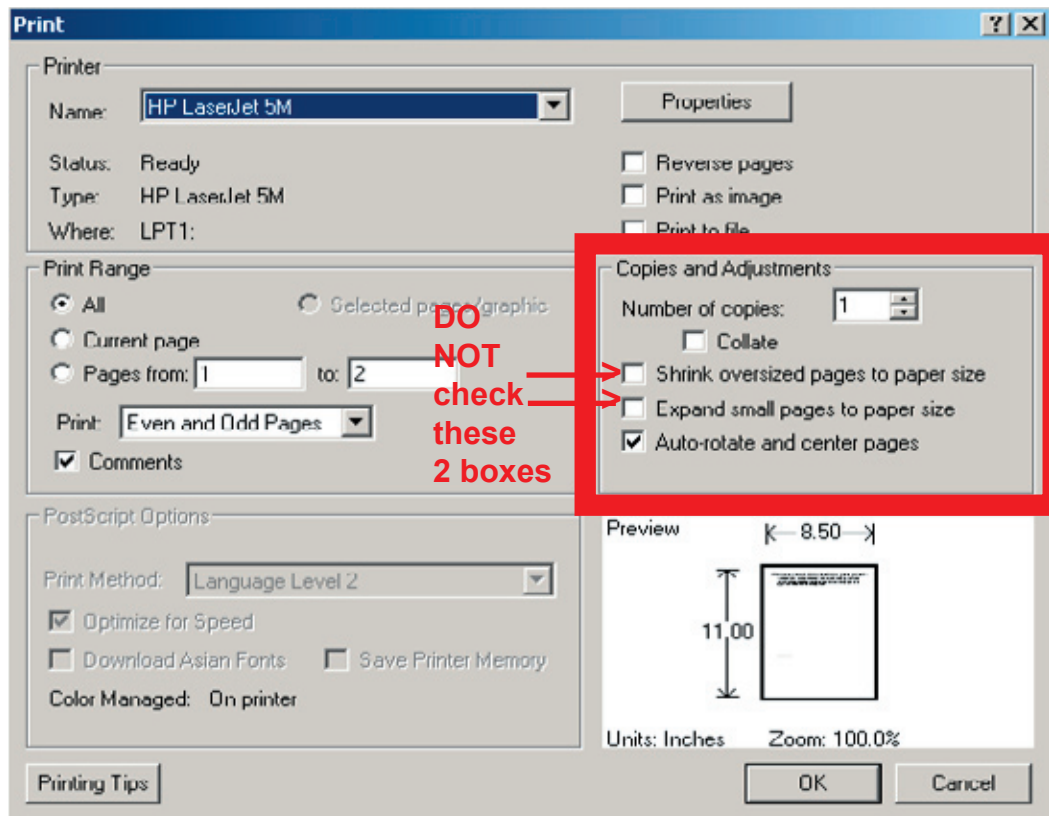 Print
Printer
Name: HP LaserJet 5M
Properties
Status: Ready
Reverse pages
Type: HP LaserJet 5M
Print as image
Where: LPT1:
Print to file
Print Range
All
Selected pages/graphic
Current page
Pages from: 1 to: 2
Print: Even and Odd Pages
Comments
DO
NOT
check
these
2 boxes
Copies and Adjustments
Number of copies: 1
Collate
Shrink oversized pages to paper size
Expand small pages to paper size
Auto-rotate and center pages
PostScript Options
Print Method: Language Level 2
Optimize for Speed
Download Asian Fonts Save Printer Memory
Color Managed: On printer
Preview
8.50
11.00
Units: Inches Zoom: 100.0%
Printing Tips
OK
Cancel